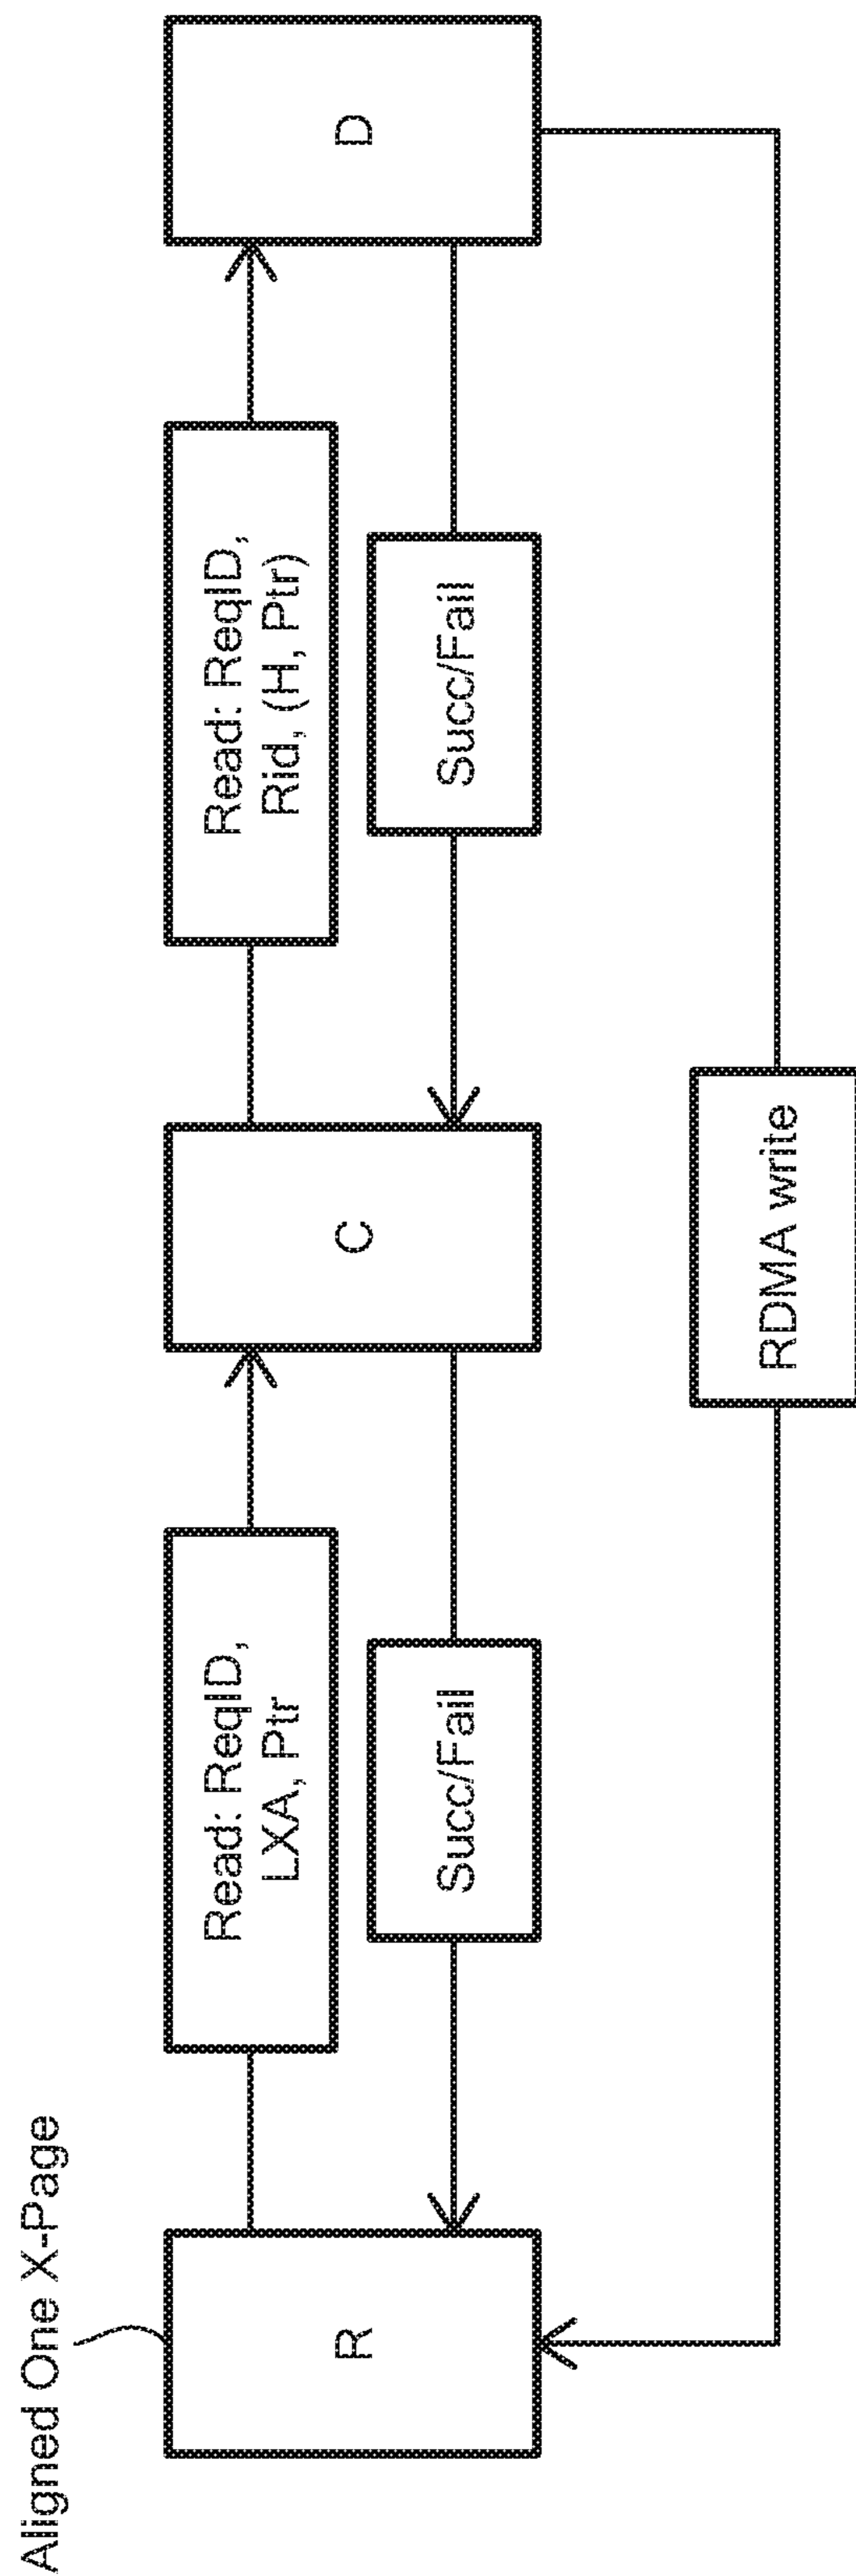 Aligned One X-Page
R
Read: ReqID,
LXA, Ptr
Succ/Fail
C
Read: ReqID,
Rid, (H, Ptr)
Succ/Fail
D
RDMA write